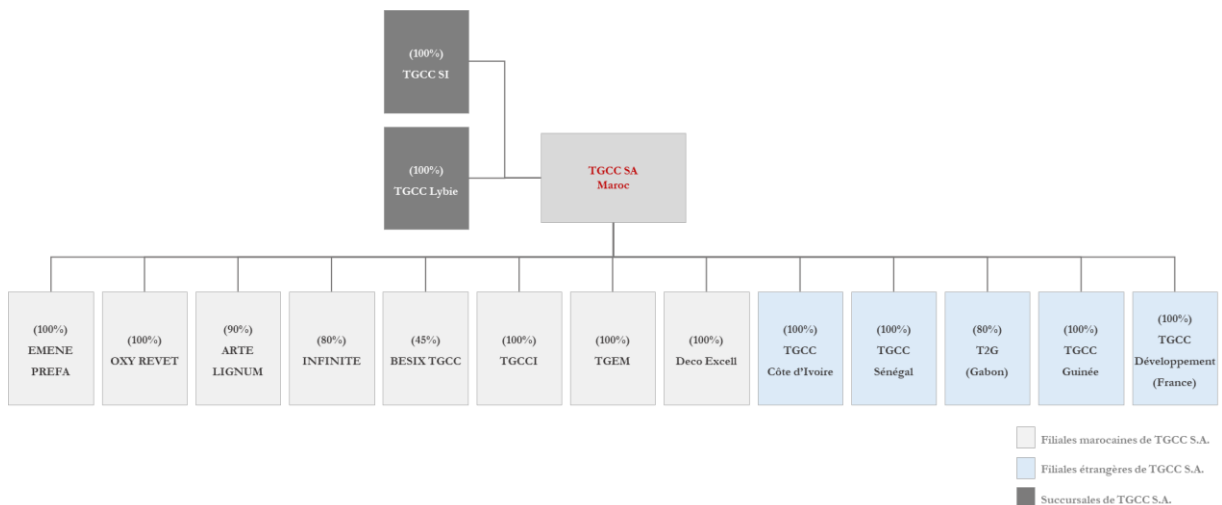 (100%)
TGCC SI
(100%)
TGCC Lybie
TGCC SA
Maroc
(100%)
EMENE
PREFA
(100%)
OXY REVET
(90%)
ARTE
LIGNUM
(80%)
INFINITE
(45%)
BESIX TGCC
(100%)
TGCCI
(100%)
TGEM
(100%)
Deco Excell
(100%)
TGCC
Côte d'Ivoire
(100%)
TGCC
Sénégal
(80%)
T2G
(Gabon)
(100%)
TGCC
Guinée
(100%)
TGCC
Développement
(France)
Filiales marocaines de TGCC S.A.
Filiales étrangères de TGCC S.A.
Succursales de TGCC S.A.